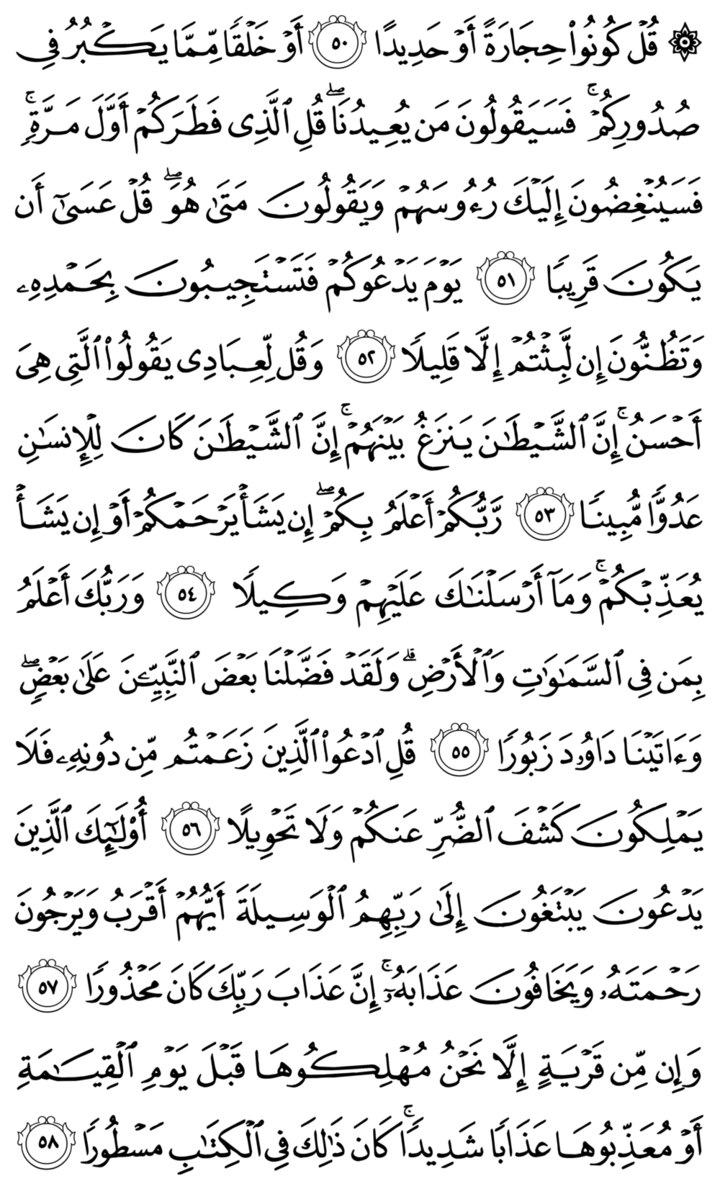 ۞ قُلۡ كُونُواْ حِجَارَةً أَوۡ حَدِيدًا ٥٠ أَوۡ خَلۡقٗا مِّمَّا يَكۡبُرُ فِي
صُدُورِكُمۡۚ فَسَيَقُولُونَ مَن يُعِيدُنَاۖ قُلِ ٱلَّذِي فَطَرَكُمۡ أَوَّلَ مَرَّةٖۚ
فَسَيُنۡغِضُونَ إِلَيۡكَ رُءُوسَهُمۡ وَيَقُولُونَ مَتَىٰ هُوَۖ قُلۡ عَسَىٰٓ أَن
يَكُونَ قَرِيبٗا ٥١ يَوۡمَ يَدۡعُوكُمۡ فَتَسۡتَجِيبُونَ بِحَمۡدِهِۦ
وَتَظُنُّونَ إِن لَّبِثۡتُمۡ إِلَّا قَلِيلٗا ٥٢ وَقُل لِّعِبَادِي يَقُولُواْ ٱلَّتِي هِيَ
أَحۡسَنُۚ إِنَّ ٱلشَّيۡطَٰنَ يَنزَغُ بَيۡنَهُمۡۚ إِنَّ ٱلشَّيۡطَٰنَ كَانَ لِلۡإِنسَٰنِ
عَدُوّٗا مُّبِينٗا ٥٣ رَّبُّكُمۡ أَعۡلَمُ بِكُمۡۖ إِن يَشَأۡ يَرۡحَمۡكُمۡ أَوۡ إِن يَشَأۡ
يُعَذِّبۡكُمۡۚ وَمَآ أَرۡسَلۡنَٰكَ عَلَيۡهِمۡ وَكِيلٗا ٥٤ وَرَبُّكَ أَعۡلَمُ
بِمَن فِي ٱلسَّمَٰوَٰتِ وَٱلۡأَرۡضِۗ وَلَقَدۡ فَضَّلۡنَا بَعۡضَ ٱلنَّبِيِّـۧنَ عَلَىٰ بَعۡضٖۖ
وَءَاتَيۡنَا دَاوُۥدَ زَبُورٗا ٥٥ قُلِ ٱدۡعُواْ ٱلَّذِينَ زَعَمۡتُم مِّن دُونِهِۦ فَلَا
يَمۡلِكُونَ كَشۡفَ ٱلضُّرِّ عَنكُمۡ وَلَا تَحۡوِيلًا ٥٦ أُوْلَٰٓئِكَ ٱلَّذِينَ
يَدۡعُونَ يَبۡتَغُونَ إِلَىٰ رَبِّهِمُ ٱلۡوَسِيلَةَ أَيُّهُمۡ أَقۡرَبُ وَيَرۡجُونَ
رَحۡمَتَهُۥ وَيَخَافُونَ عَذَابَهُۥٓۚ إِنَّ عَذَابَ رَبِّكَ كَانَ مَحۡذُورٗا ٥٧
وَإِن مِّن قَرۡيَةٍ إِلَّا نَحۡنُ مُهۡلِكُوهَا قَبۡلَ يَوۡمِ ٱلۡقِيَٰمَةِ
أَوۡ مُعَذِّبُوهَا عَذَابٗا شَدِيدٗاۚ كَانَ ذَٰلِكَ فِي ٱلۡكِتَٰبِ مَسۡطُورٗا ٥٨